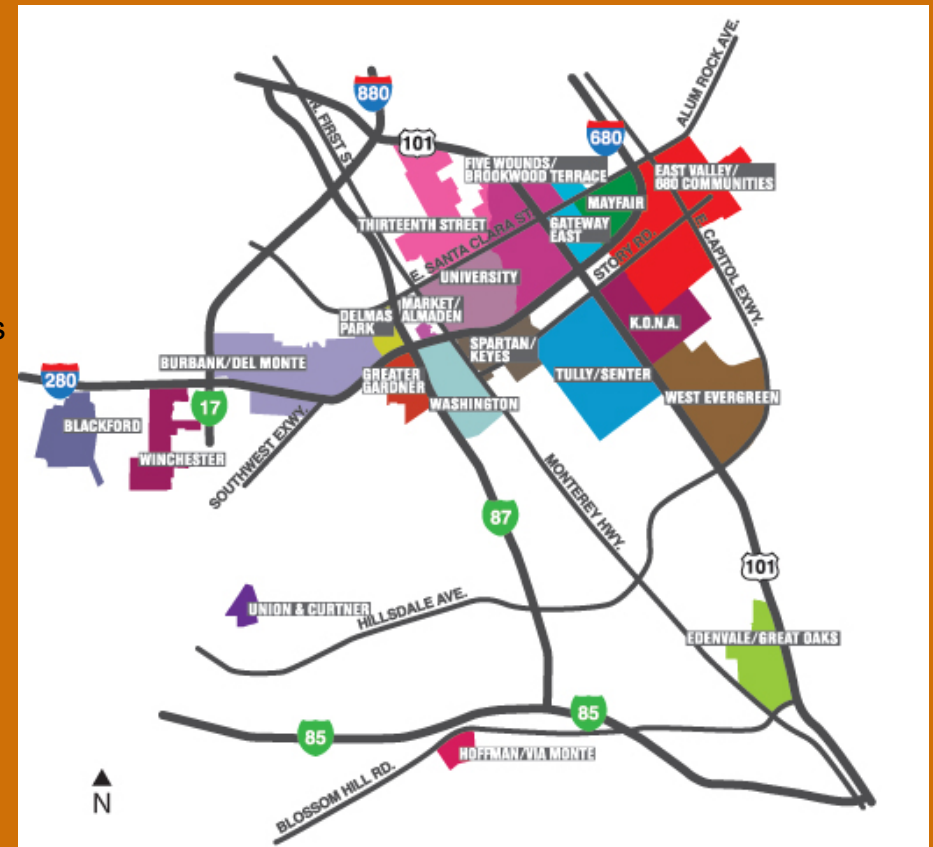 ALUM ROCK AVE.
880
N. FIRST ST.
101
680
FIVE WOUNDS/
BROOKWOOD TERRACE
EAST VALLEY/
680 COMMUNITIES
MAYFAIR
THIRTEENTH STREET
E. SANTA CLARA ST.
GATEWAY
EAST
STORY RD.
E. CAPITOL EXWY.
UNIVERSITY
MARKET/
ALMADEN
DELMAS
PARK
K.O.N.A.
s
SPARTAN/
KEYES
BURBANK/DEL MONTE
280
GREATER
GARDNER
TULLY/SENTER
WEST EVERGREEN
17
WASHINGTON
BLACKFORD
WINCHESTER
SOUTHWEST EXWY.
MONTEREY HWY.
87
101
UNION & CURTNER
HILLSDALE AVE.
EDENVALE/GREAT OAKS
85
85
HOFFMAN/VIA MONTE
BLOSSOM HILL RD.
N